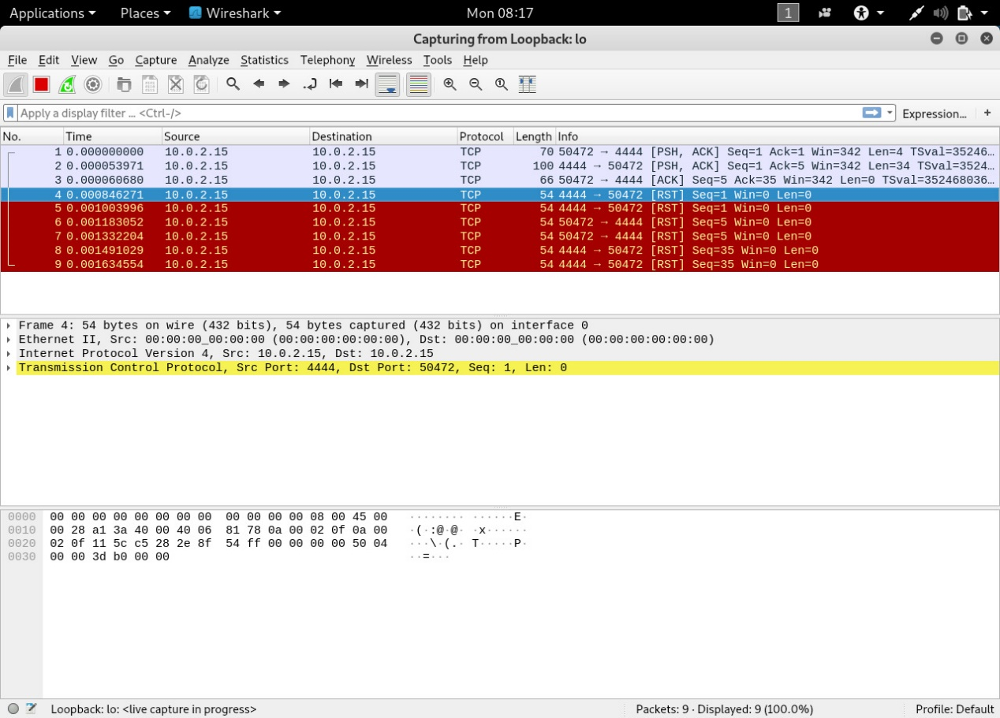 Applications Places Wireshark Mon 08:17 1
Capturing from Loopback: lo
File Edit View Go Capture Analyze Statistics Telephony Wireless Tools Help
Apply a display filter ... <Ctrl-/> Expression... +
No. Time Source Destination Protocol Length Info
1 0.000000000 10.0.2.15 10.0.2.15 TCP 70 50472 → 4444 [PSH, ACK] Seq=1 Ack=1 Win=342 Len=4 TSval=35246...
2 0.000053971 10.0.2.15 10.0.2.15 TCP 100 4444 → 50472 [PSH, ACK] Seq=1 Ack=5 Win=342 Len=34 TSval=3524...
3 0.000060680 10.0.2.15 10.0.2.15 TCP 66 50472 → 4444 [ACK] Seq=5 Ack=35 Win=342 Len=0 TSval=352468036...
4 0.000846271 10.0.2.15 10.0.2.15 TCP 54 4444 → 50472 [RST] Seq=1 Win=0 Len=0
5 0.001003996 10.0.2.15 10.0.2.15 TCP 54 4444 → 50472 [RST] Seq=1 Win=0 Len=0
6 0.001183052 10.0.2.15 10.0.2.15 TCP 54 50472 → 4444 [RST] Seq=5 Win=0 Len=0
7 0.001332204 10.0.2.15 10.0.2.15 TCP 54 50472 → 4444 [RST] Seq=5 Win=0 Len=0
8 0.001491029 10.0.2.15 10.0.2.15 TCP 54 4444 → 50472 [RST] Seq=35 Win=0 Len=0
9 0.001634554 10.0.2.15 10.0.2.15 TCP 54 4444 → 50472 [RST] Seq=35 Win=0 Len=0
Frame 4: 54 bytes on wire (432 bits), 54 bytes captured (432 bits) on interface 0
Ethernet II, Src: 00:00:00_00:00:00 (00:00:00:00:00:00), Dst: 00:00:00_00:00:00 (00:00:00:00:00:00)
Internet Protocol Version 4, Src: 10.0.2.15, Dst: 10.0.2.15
Transmission Control Protocol, Src Port: 4444, Dst Port: 50472, Seq: 1, Len: 0
0000 00 00 00 00 00 00 00 00 00 00 00 00 08 00 45 00 ········ ······E·
0010 00 28 a1 3a 40 00 40 06 81 78 0a 00 02 0f 0a 00 ·(·:@·@· ·x······
0020 02 0f 11 5c c5 28 2e 8f 54 ff 00 00 00 00 50 04 ···\·(.· T·····P·
0030 00 00 3d b0 00 00 ··=···
Loopback: lo: <live capture in progress> Packets: 9 · Displayed: 9 (100.0%) Profile: Default